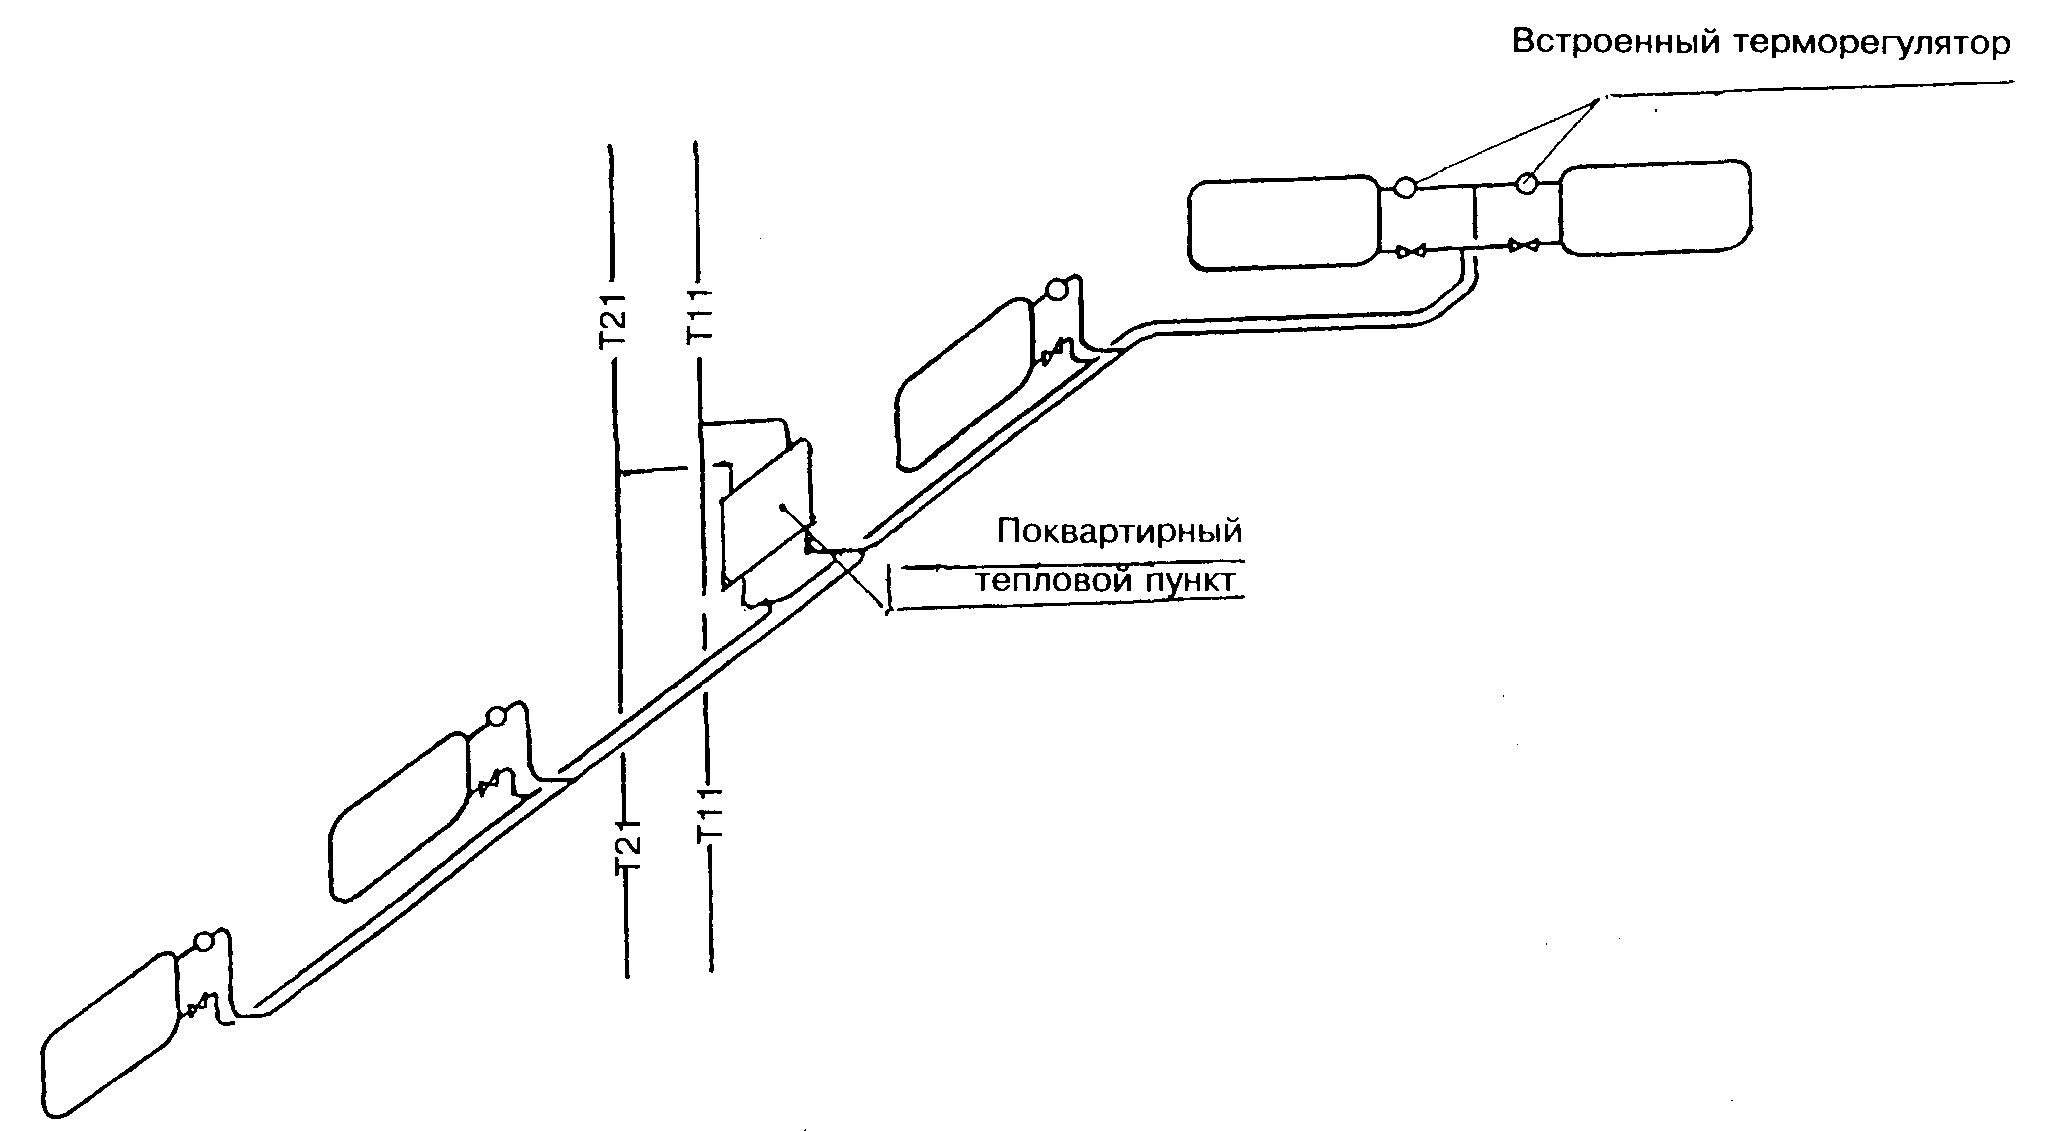 Встроенный терморегулятор
Т21
Т11
Поквартирный
тепловой пункт
Т21
Т11